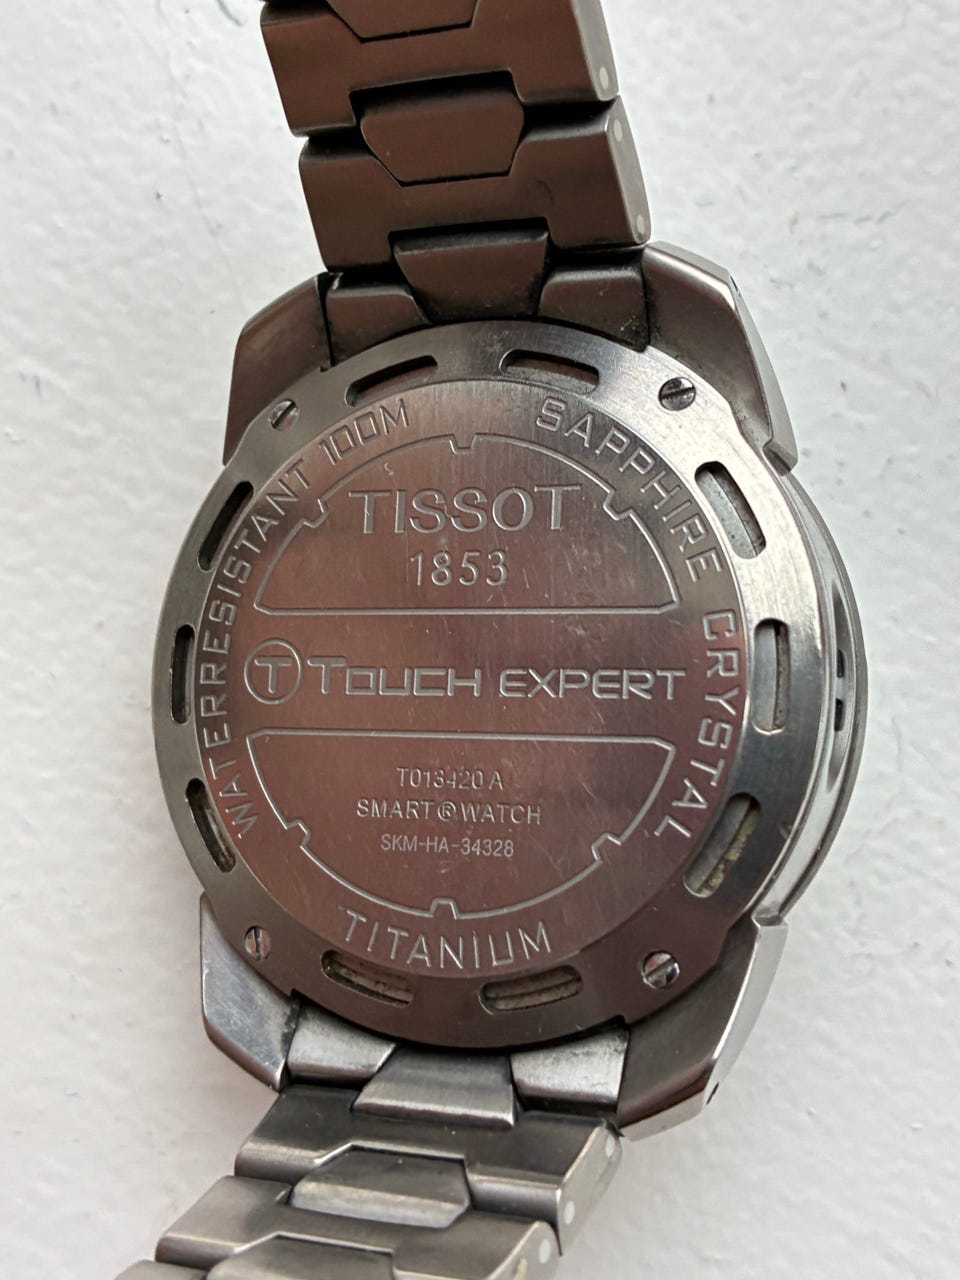 WATERRESISTANT 100M
SAPPHIRE CRYSTAL
TISSOT
1853
T TOUCH EXPERT
T013420 A
SMART ® WATCH
SKM-HA-34328
TITANIUM